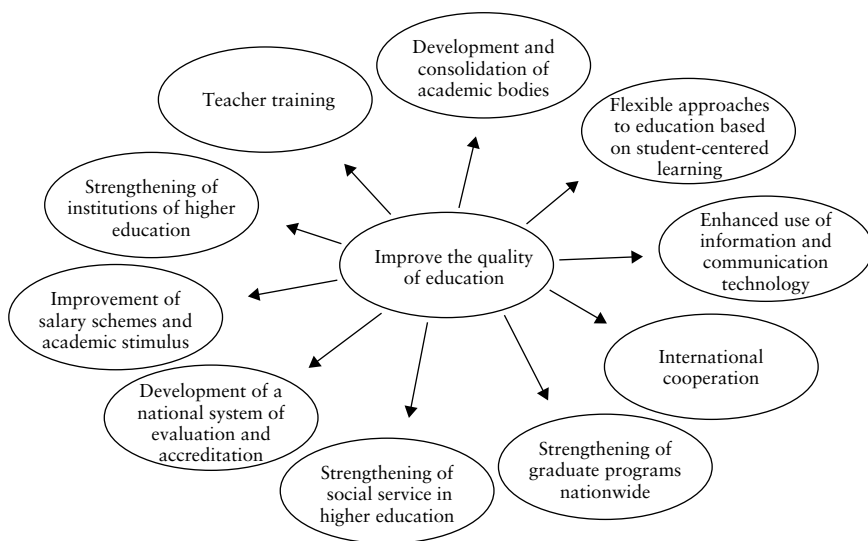 Development and
consolidation of
academic bodies
Teacher training
Flexible approaches
to education based
on student-centered
learning
Strengthening of
institutions of higher
education
Enhanced use of
information and
communication
technology
Improve the quality
of education
Improvement of
salary schemes and
academic stimulus
International
cooperation
Development of a
national system of
evaluation and
accreditation
Strengthening of
graduate programs
nationwide
Strengthening of
social service in
higher education